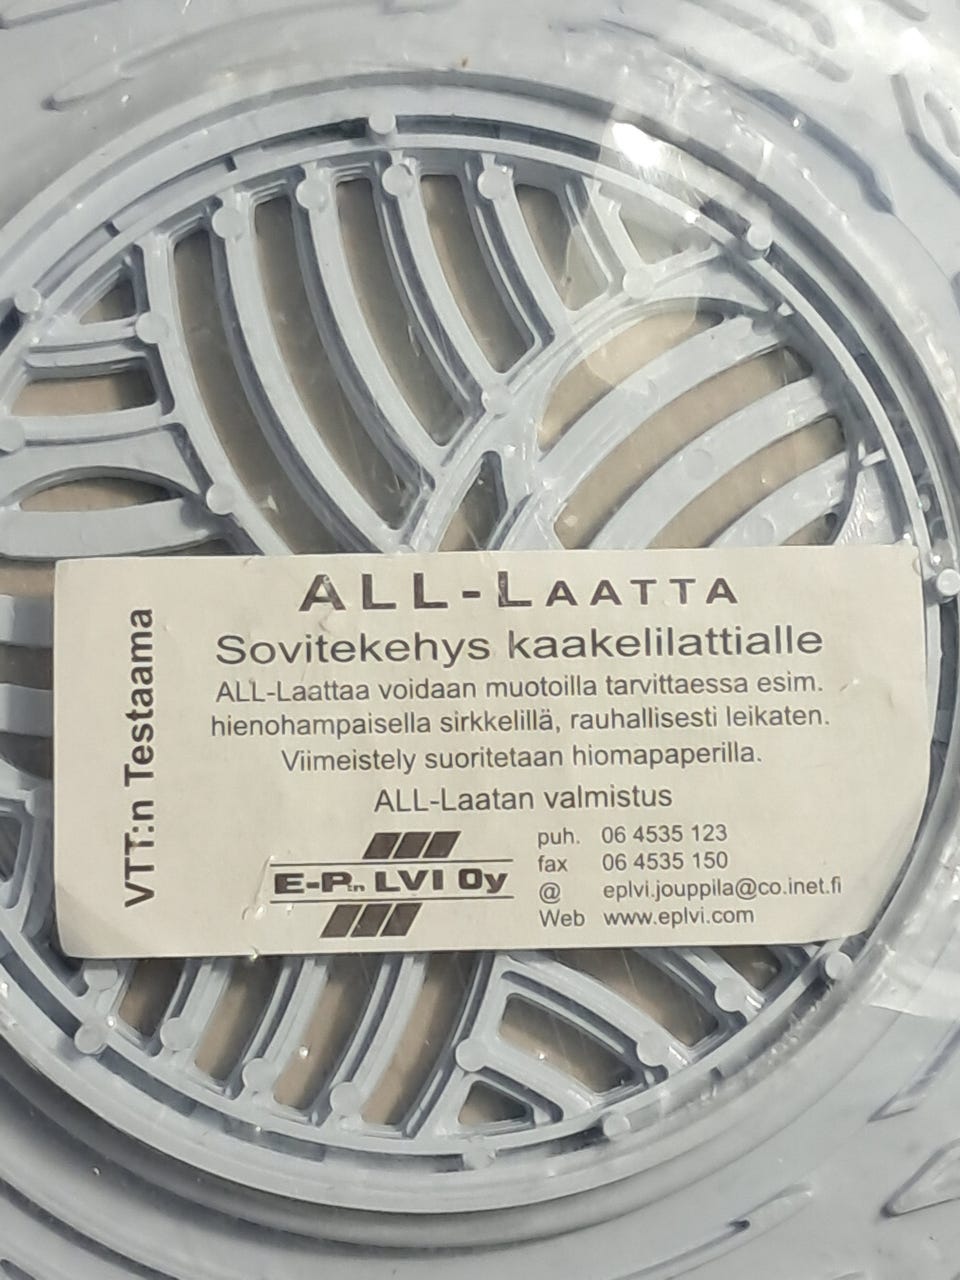 VTT:n Testaama
ALL-LAATTA
Sovitekehys kaakelilattialle
ALL-Laattaa voidaan muotoilla tarvittaessa esim.
hienohampaisella sirkkelillä, rauhallisesti leikaten.
Viimeistely suoritetaan hiomapaperilla.
ALL-Laatan valmistus
E-P:n LVI Oy
puh. 06 4535 123
fax 06 4535 150
@ eplvi.jouppila@co.inet.fi
Web www.eplvi.com